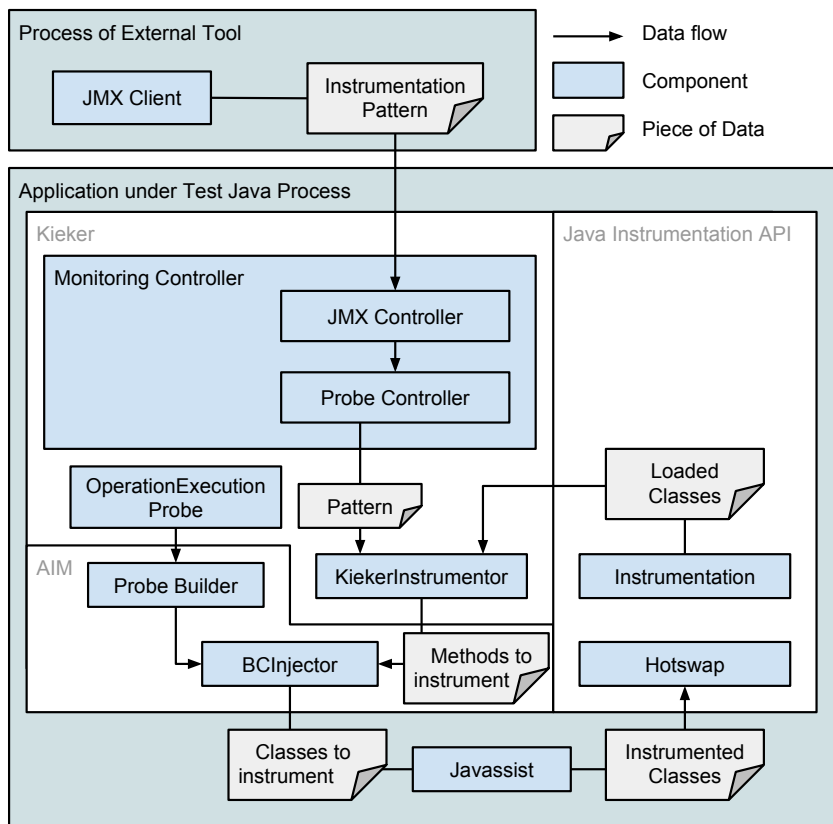 Process of External Tool
JMX Client
Instrumentation
Pattern
Data flow
Component
Piece of Data
Application under Test Java Process
Kieker
Java Instrumentation API
Monitoring Controller
JMX Controller
Probe Controller
OperationExecution
Probe
Pattern
Loaded
Classes
AIM
Probe Builder
KiekerInstrumentor
Instrumentation
BCInjector
Methods to
instrument
Hotswap
Classes to
instrument
Javassist
Instrumented
Classes